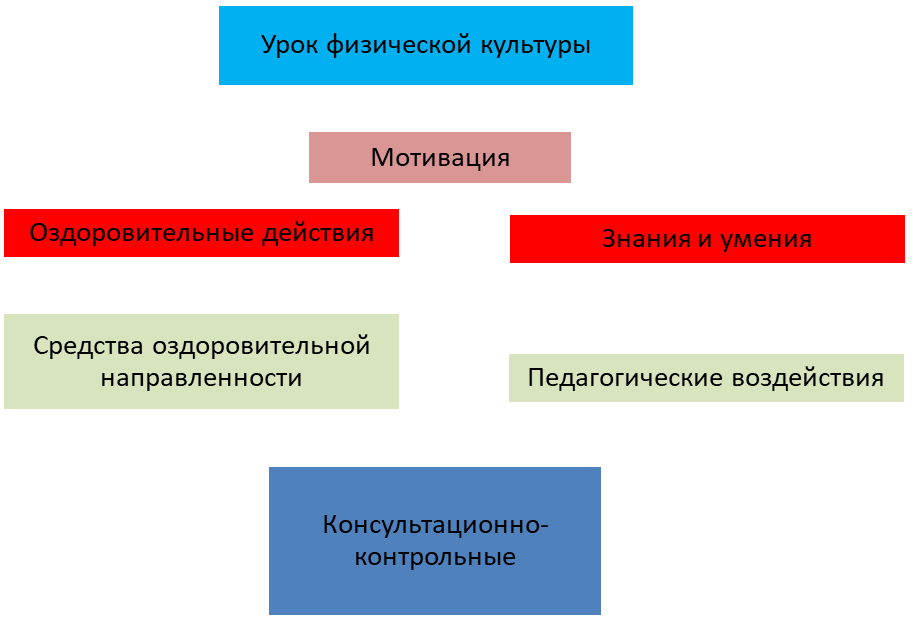 Урок физической культуры
Мотивация
Оздоровительные действия
Знания и умения
Средства оздоровительной
направленности
Педагогические воздействия
Консультационно-
контрольные